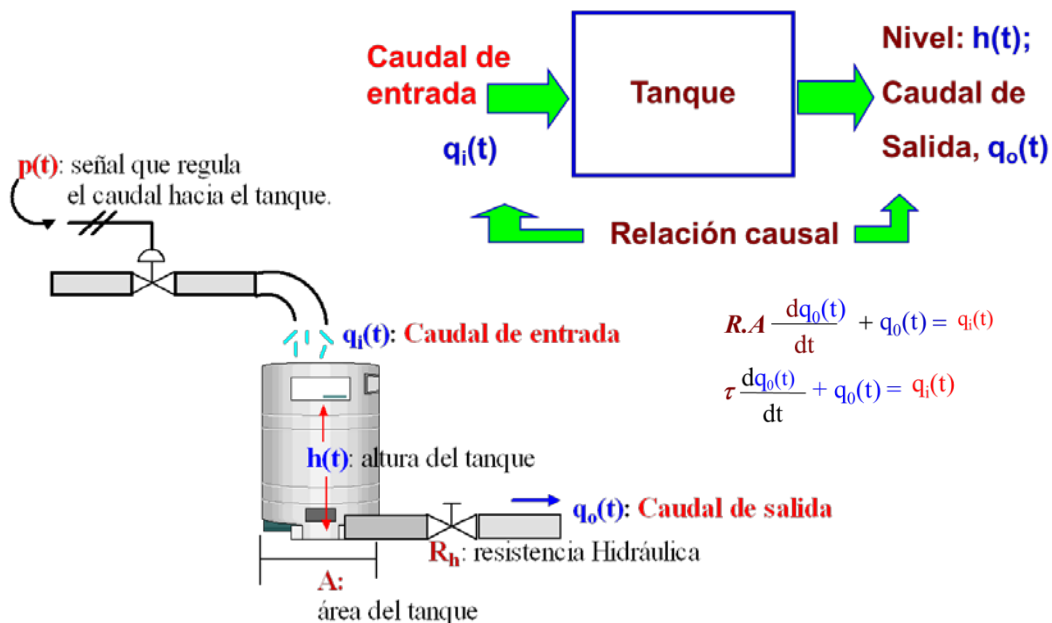 Caudal de
entrada
qi(t)
Tanque
Nivel: h(t);
Caudal de
Salida, qo(t)
Relación causal
p(t): señal que regula
el caudal hacia el tanque.
qi(t): Caudal de entrada
R.A dq0(t)/dt + q0(t) = qi(t)
τ dq0(t)/dt + q0(t) = qi(t)
h(t): altura del tanque
qo(t): Caudal de salida
Rh: resistencia Hidráulica
A:
área del tanque